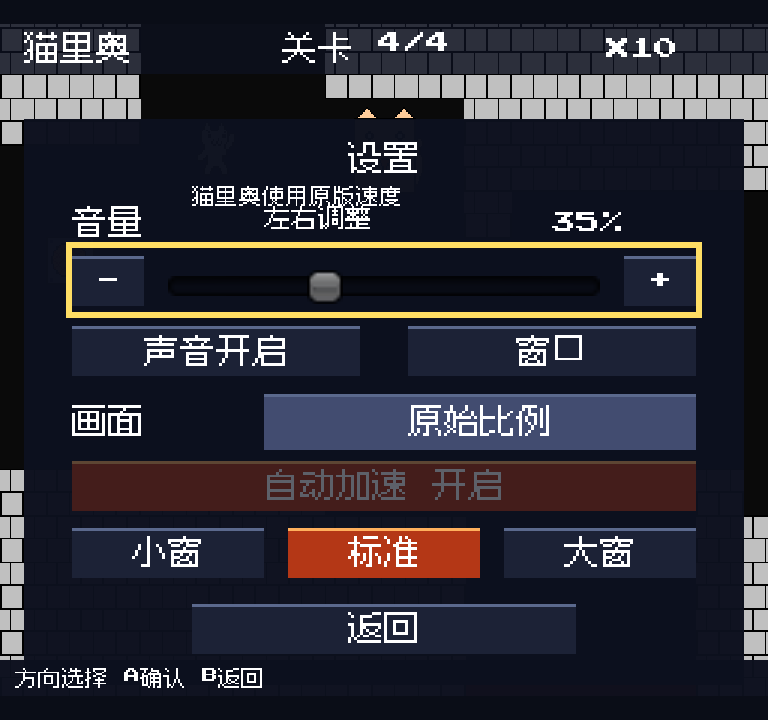 猫里奥 关卡 4/4 ×10
设置
猫里奥使用原版速度
音量 左右调整 35%
- +
声音开启 窗口
画面 原始比例
自动加速 开启
小窗 标准 大窗
返回
方向选择 A确认 B返回